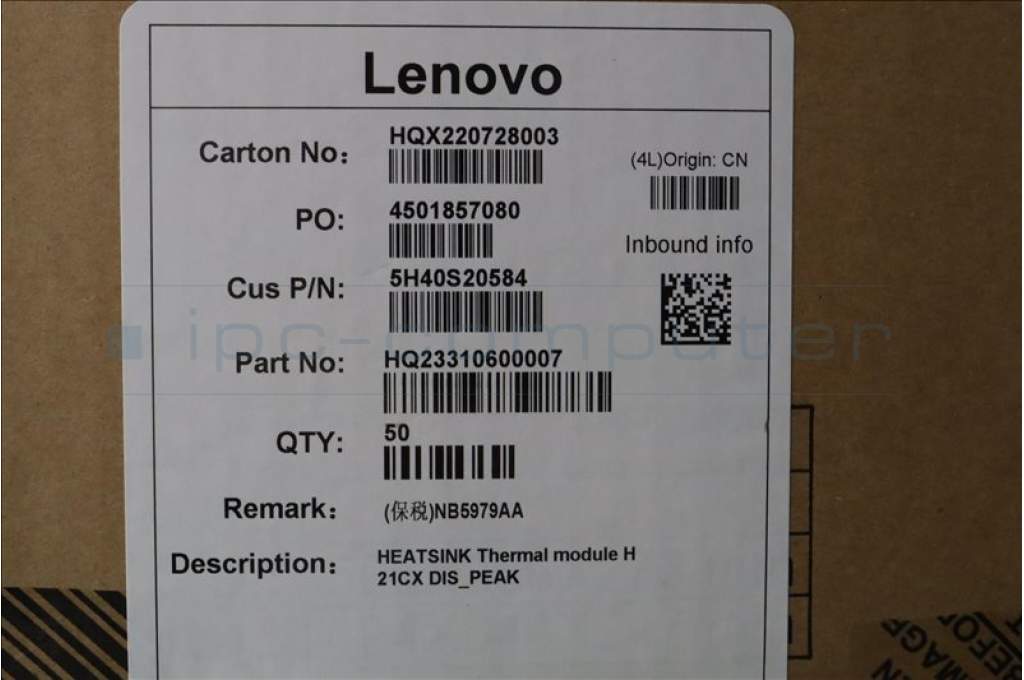 Lenovo
Carton No: HQX220728003
(4L)Origin: CN
PO: 4501857080
Inbound info
Cus P/N: 5H40S20584
ipc-computer
Part No: HQ23310600007
QTY: 50
Remark: (保税)NB5979AA
Description: HEATSINK Thermal module H
21CX DIS_PEAK